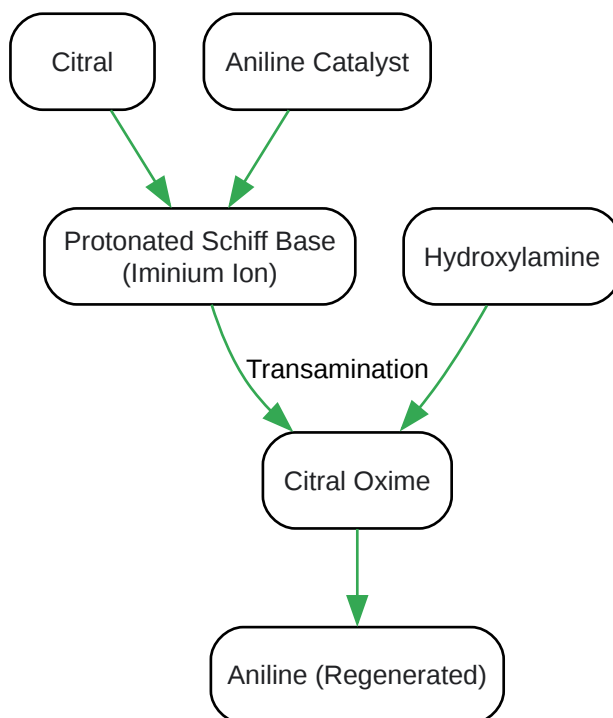 Citral
Aniline Catalyst
Protonated Schiff Base
(Iminium Ion)
Hydroxylamine
Transamination
Citral Oxime
Aniline (Regenerated)